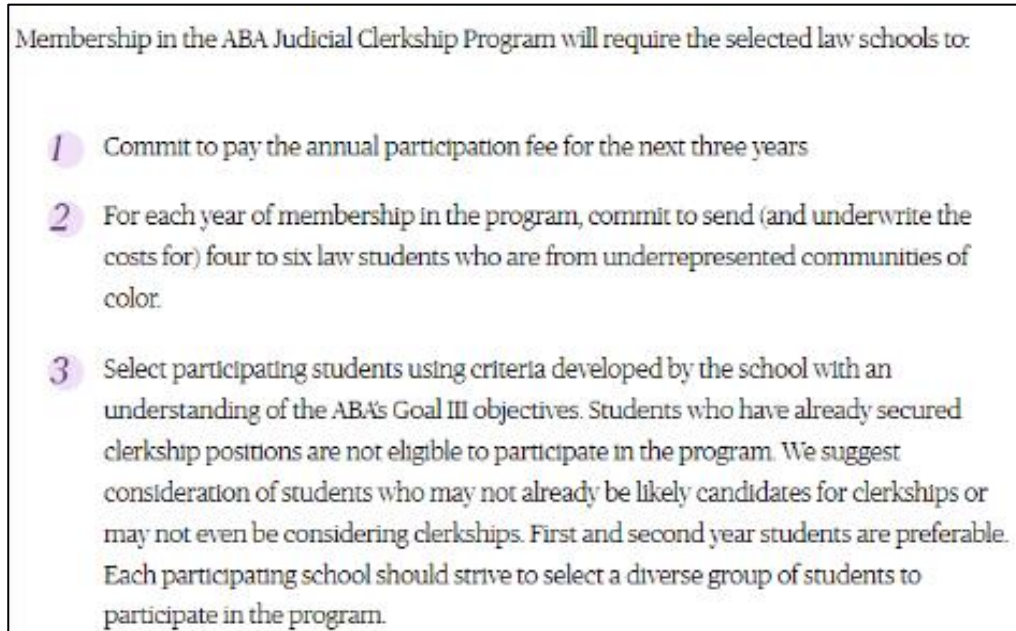 Membership in the ABA Judicial Clerkship Program will require the selected law schools to:
1 Commit to pay the annual participation fee for the next three years
2 For each year of membership in the program, commit to send (and underwrite the
costs for) four to six law students who are from underrepresented communities of
color.
3 Select participating students using criteria developed by the school with an
understanding of the ABA's Goal III objectives. Students who have already secured
clerkship positions are not eligible to participate in the program. We suggest
consideration of students who may not already be likely candidates for clerkships or
may not even be considering clerkships. First and second year students are preferable.
Each participating school should strive to select a diverse group of students to
participate in the program.